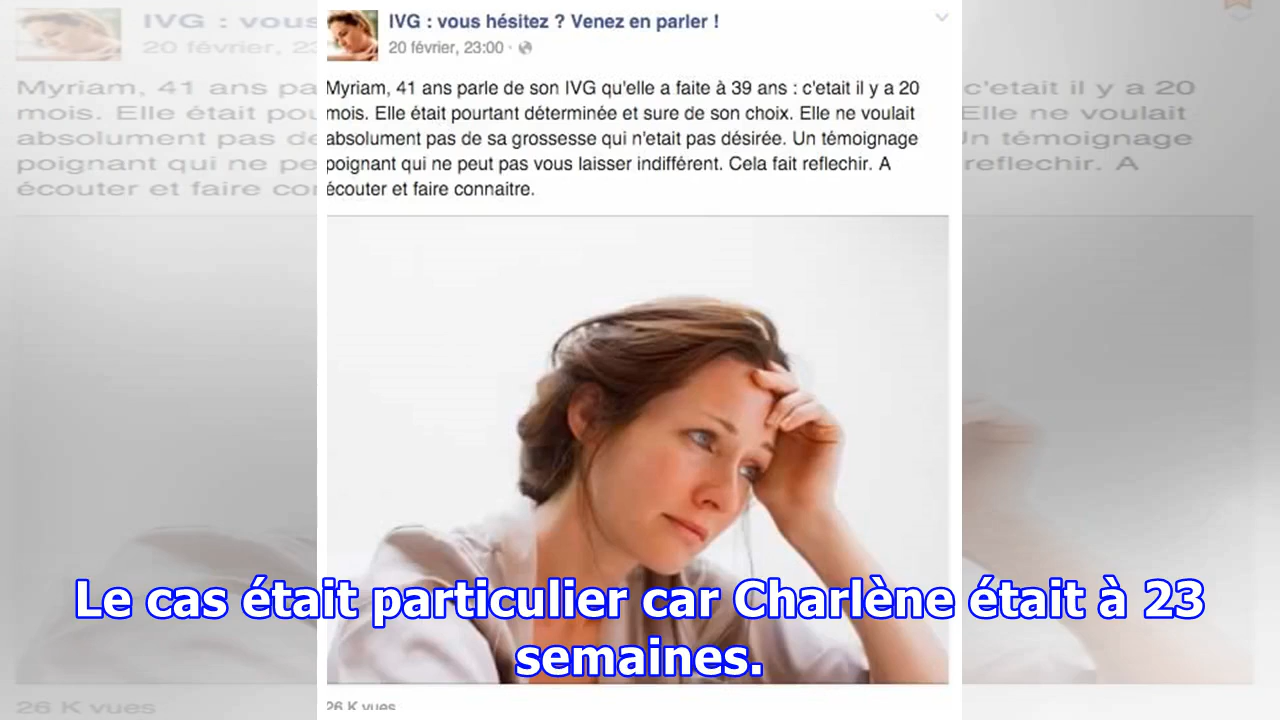 IVG : vous hésitez ? Venez en parler !
20 février, 23:00 ·
Myriam, 41 ans parle de son IVG qu'elle a faite à 39 ans : c'etait il y a 20
mois. Elle était pourtant déterminée et sure de son choix. Elle ne voulait
absolument pas de sa grossesse qui n'etait pas désirée. Un témoignage
poignant qui ne peut pas vous laisser indifférent. Cela fait reflechir. A
écouter et faire connaitre.
Le cas était particulier car Charlène était à 23
semaines.
26 K vues